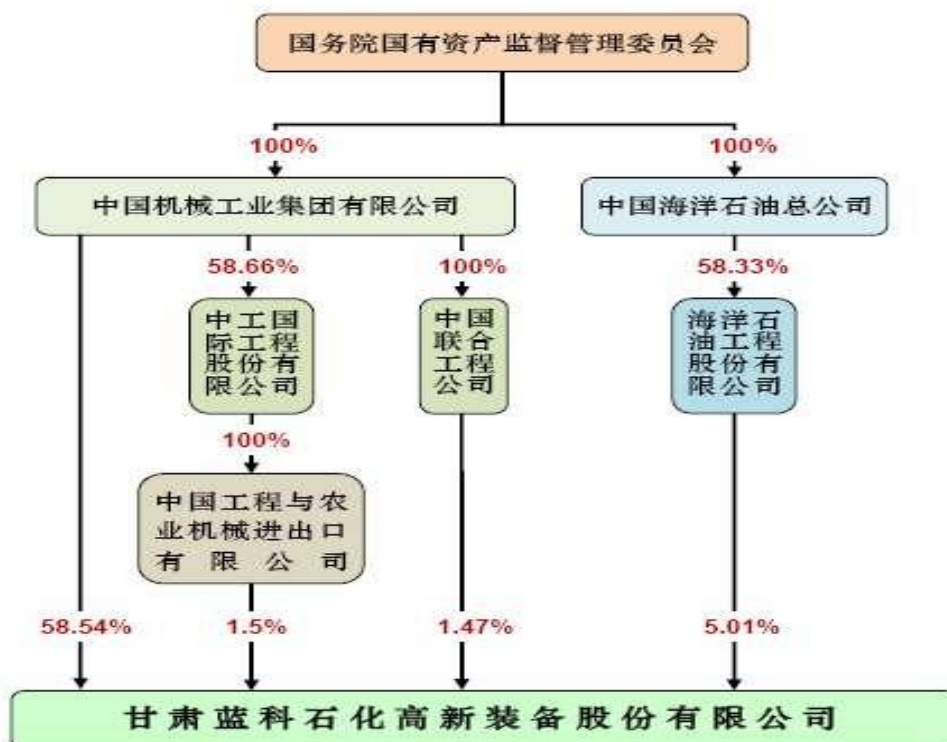 国务院国有资产监督管理委员会
100%
100%
中国机械工业集团有限公司
中国海洋石油总公司
58.66%
100%
58.33%
中工国
际工程
股份有
限公司
中国
联合
工程
公司
海洋石
油工程
股份有
限公司
100%
中国工程与农
业机械进出口
有限公司
58.54%
1.5%
1.47%
5.01%
甘肃蓝科石化高新装备股份有限公司